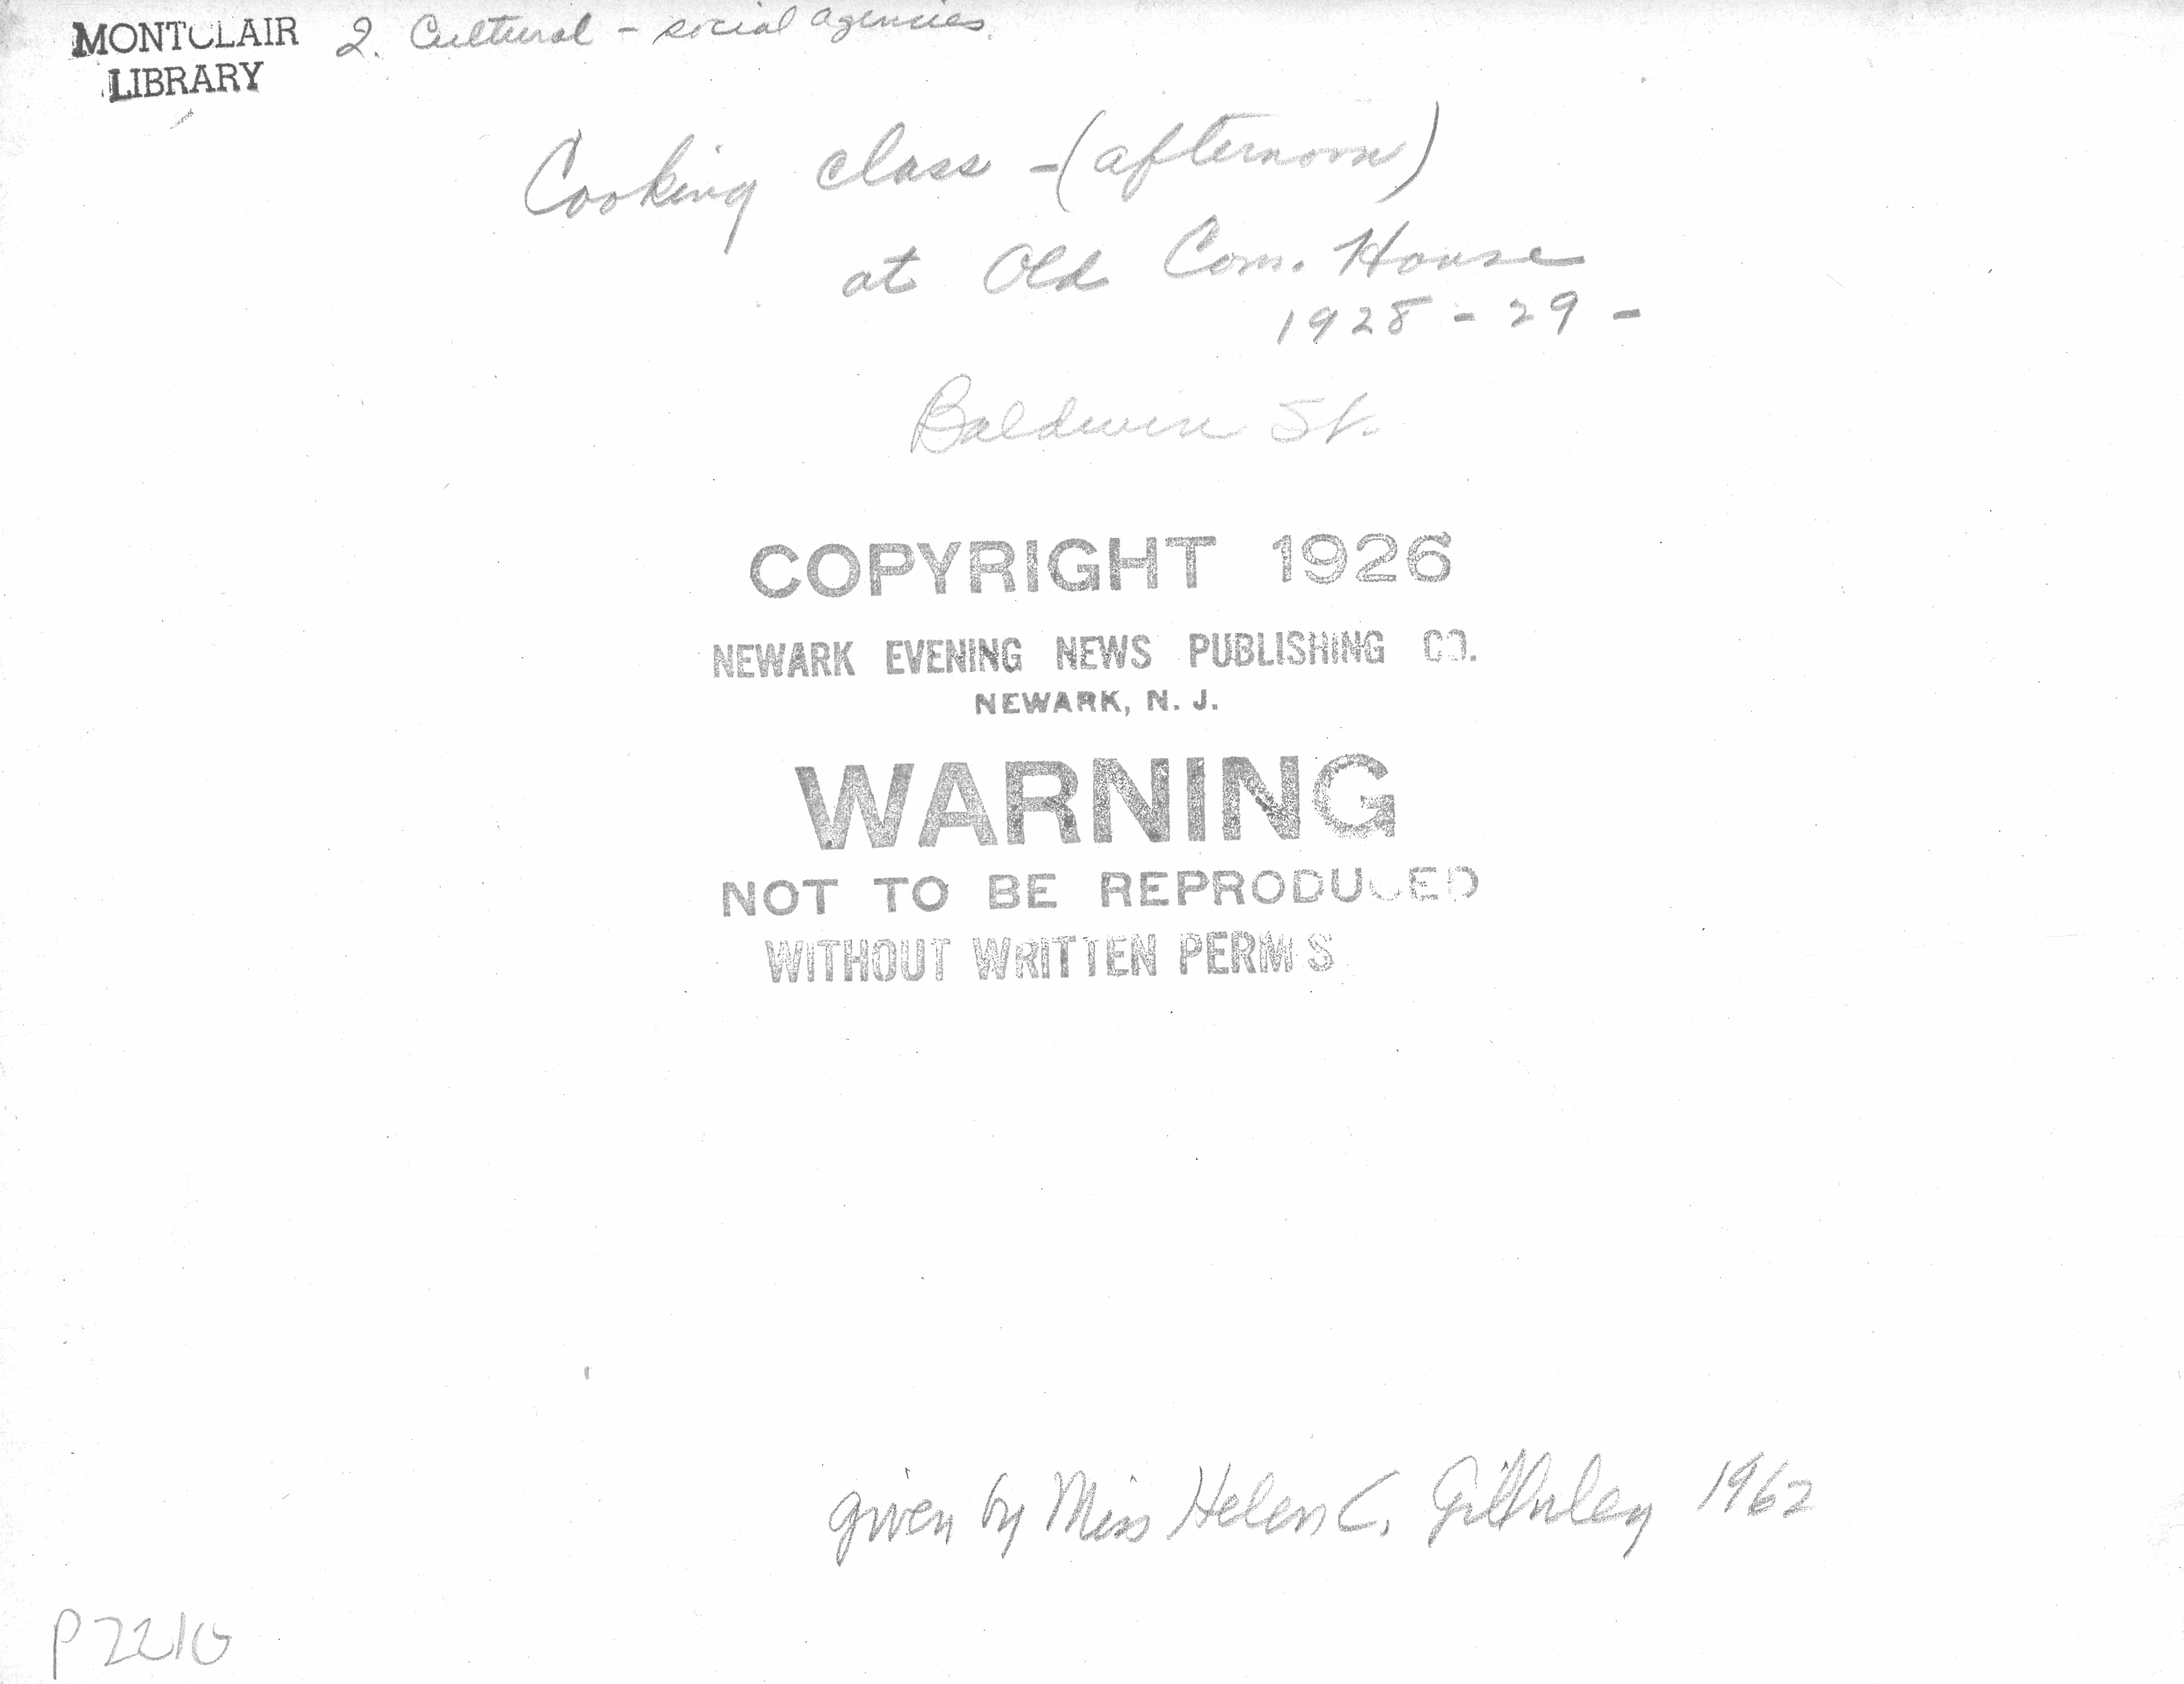 MONTCLAIR
LIBRARY
2. Cultural - social agencies.
Cooking class - (afternoon)
at Old Com. House
1928 - 29 -
Baldwin St.
COPYRIGHT 1926
NEWARK EVENING NEWS PUBLISHING CO.
NEWARK, N. J.
WARNING
NOT TO BE REPRODUCED
WITHOUT WRITTEN PERMIS
given by Miss Helen C. 1962